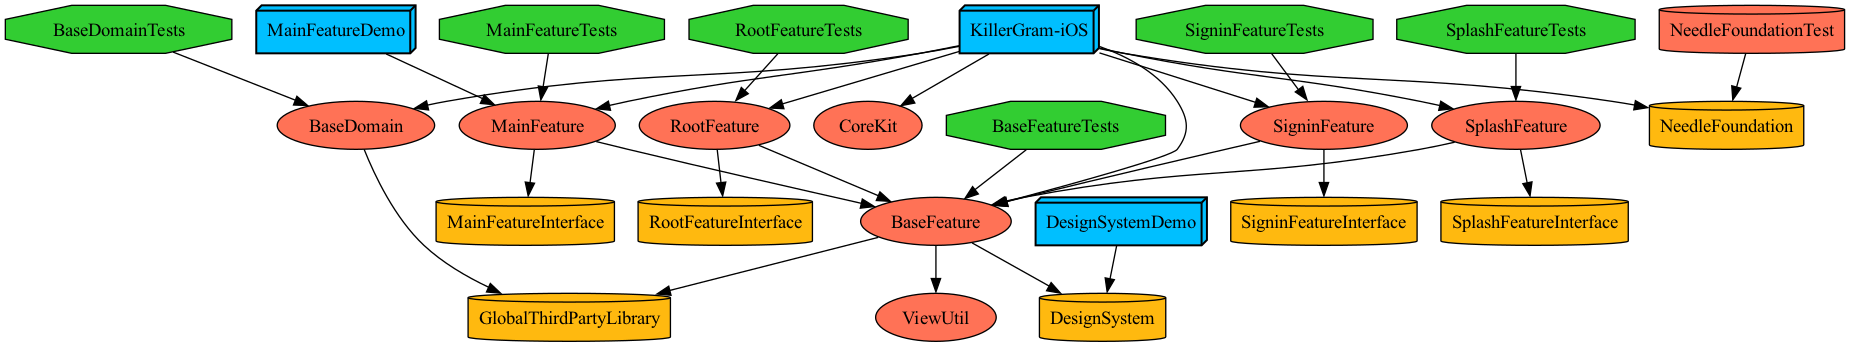 BaseDomainTests
MainFeatureDemo
MainFeatureTests
RootFeatureTests
KillerGram-iOS
SigninFeatureTests
SplashFeatureTests
NeedleFoundationTest
BaseDomain
MainFeature
RootFeature
CoreKit
BaseFeatureTests
SigninFeature
SplashFeature
NeedleFoundation
MainFeatureInterface
RootFeatureInterface
BaseFeature
DesignSystemDemo
SigninFeatureInterface
SplashFeatureInterface
GlobalThirdPartyLibrary
ViewUtil
DesignSystem